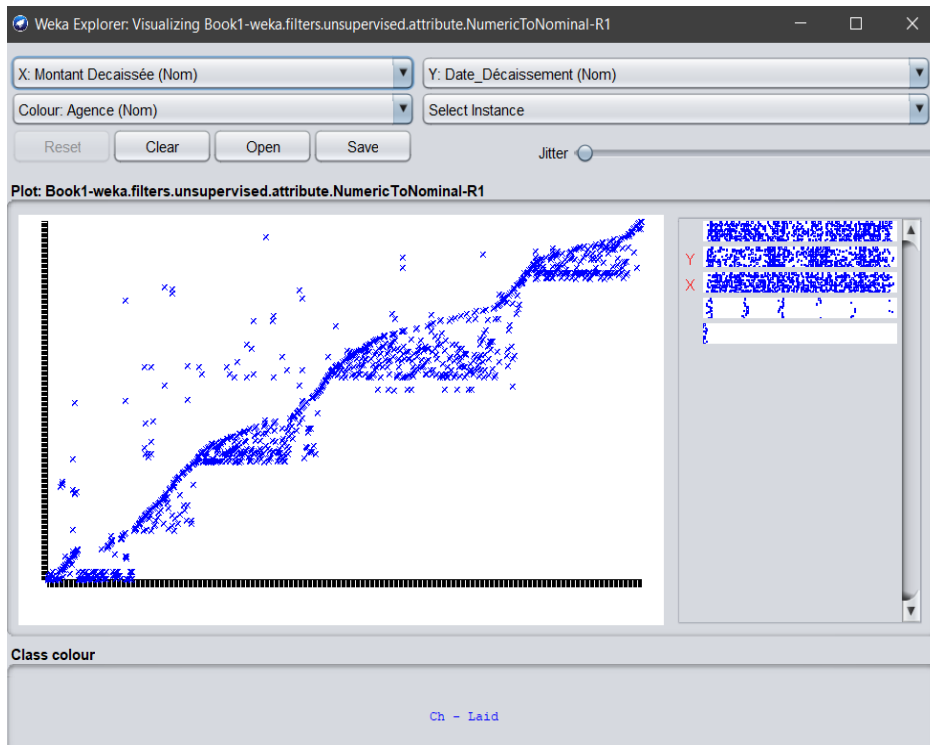 Weka Explorer: Visualizing Book1-weka.filters.unsupervised.attribute.NumericToNominal-R1
X: Montant Decaissée (Nom)
Y: Date_Décaissement (Nom)
Colour: Agence (Nom)
Select Instance
Reset
Clear
Open
Save
Jitter
Plot: Book1-weka.filters.unsupervised.attribute.NumericToNominal-R1
Y
X
Class colour
Ch - Laid